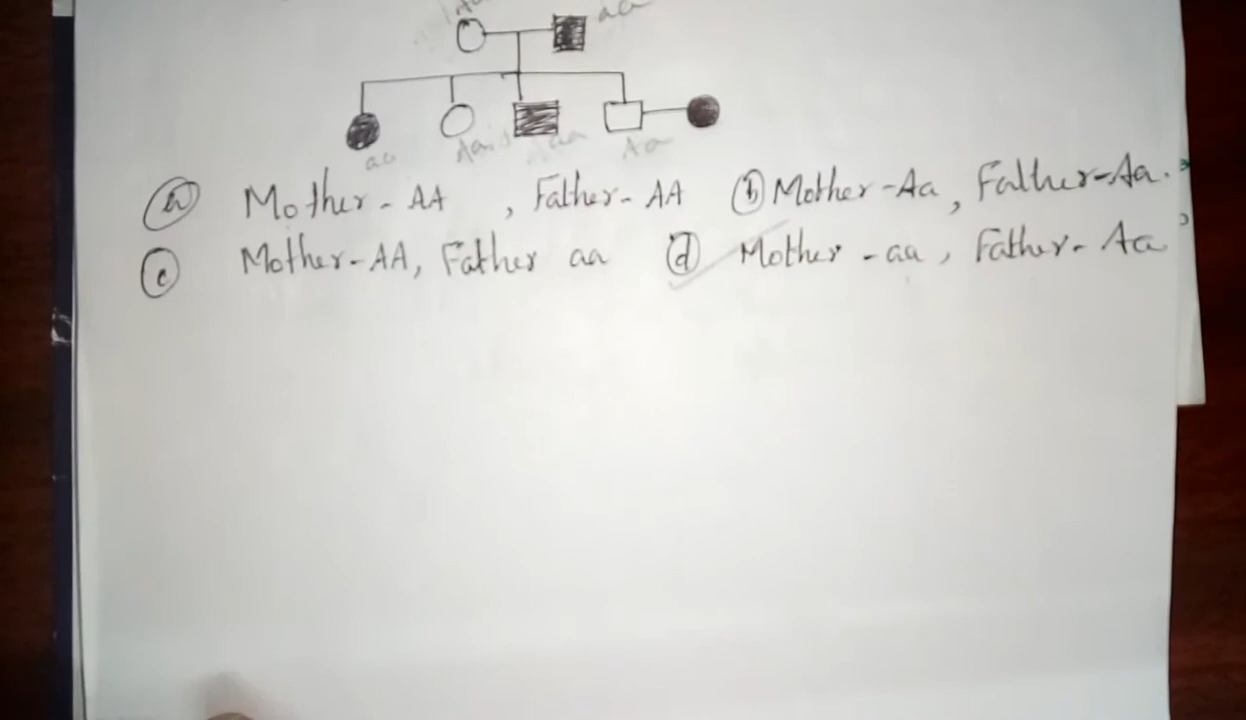 aa
aa Aa aa Aa
(a) Mother - AA , Father - AA (b) Mother - Aa , Father - Aa.
(c) Mother - AA, Father aa (d) Mother - aa , Father - Aa